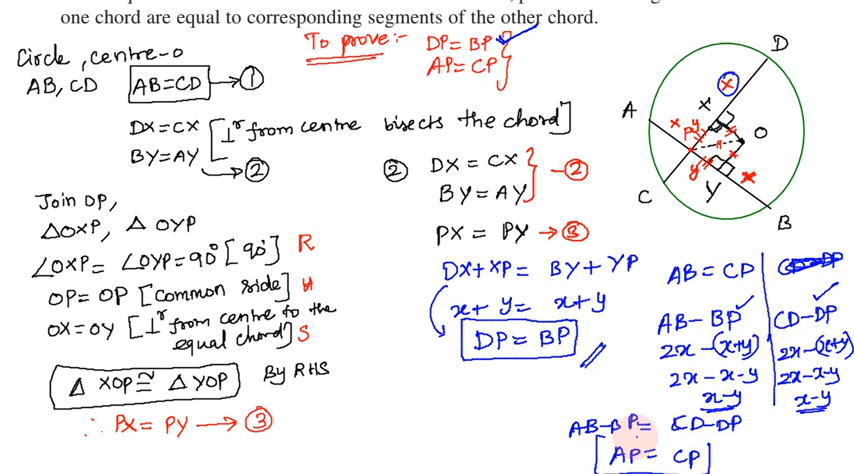 one chord are equal to corresponding segments of the other chord.
Circle, centre-o
AB, CD AB=CD → ①
DX=CX [⊥ʳ from centre bisects the chord]
BY=AY → ②
Join OP,
ΔOXP, Δ OYP
∠OXP= ∠OYP=90° [90°] R
OP= OP [common side] H
OX=OY [⊥ʳ from centre to the equal chord] S
Δ XOP ≅ Δ YOP By RHS
∴ PX= PY → ③
To prove:- DP=BP
AP=CP
② DX = CX
BY= AY } -②
PX = PY → ③
DX+XP = BY+YP
x+y = x+y
DP = BP
AB = CD
AB-BP
2x-(x+y)
2x-x-y
x-y
CD-DP
2x-(x+y)
2x-x-y
x-y
AB-BP= CD-DP
AP= CP
A
D
C
B
O
x
x
x
P
y
y
Y
x